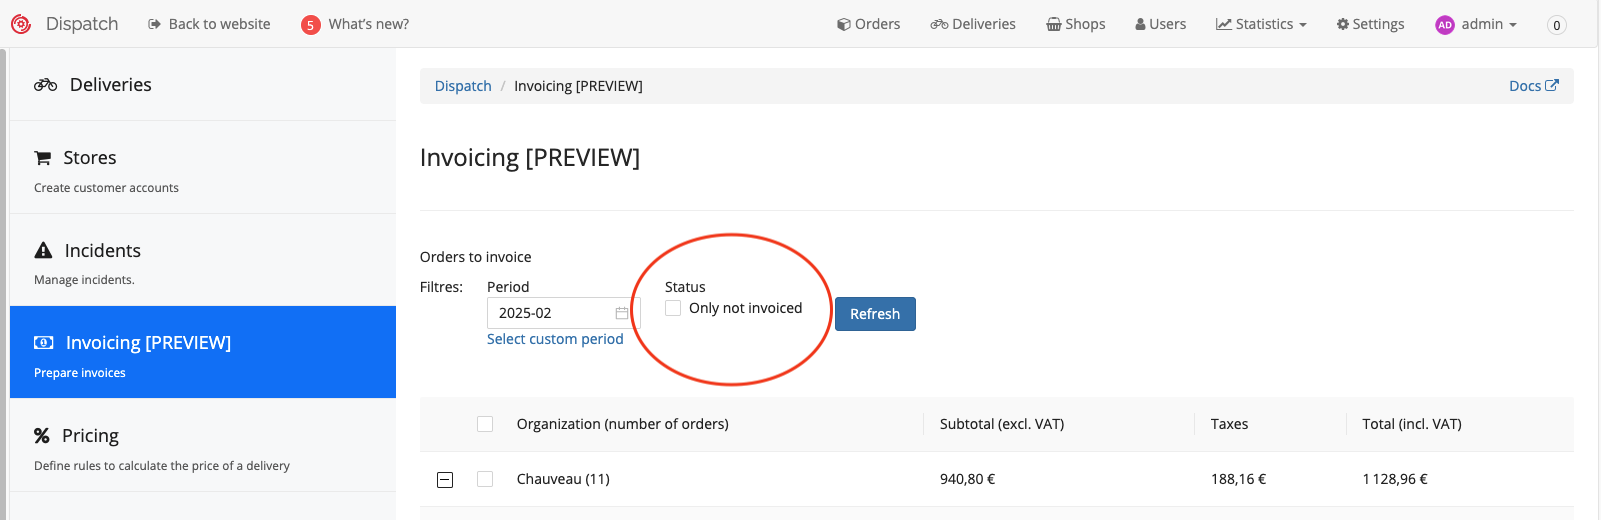 Dispatch Back to website 5 What's new? Orders Deliveries Shops Users Statistics Settings AD admin 0
Deliveries
Stores
Create customer accounts
Incidents
Manage incidents.
Invoicing [PREVIEW]
Prepare invoices
Pricing
Define rules to calculate the price of a delivery
Dispatch / Invoicing [PREVIEW] Docs
Invoicing [PREVIEW]
Orders to invoice
Filtres: Period Status
2025-02 Only not invoiced Refresh
Select custom period
Organization (number of orders) Subtotal (excl. VAT) Taxes Total (incl. VAT)
Chauveau (11) 940,80 € 188,16 € 1 128,96 €